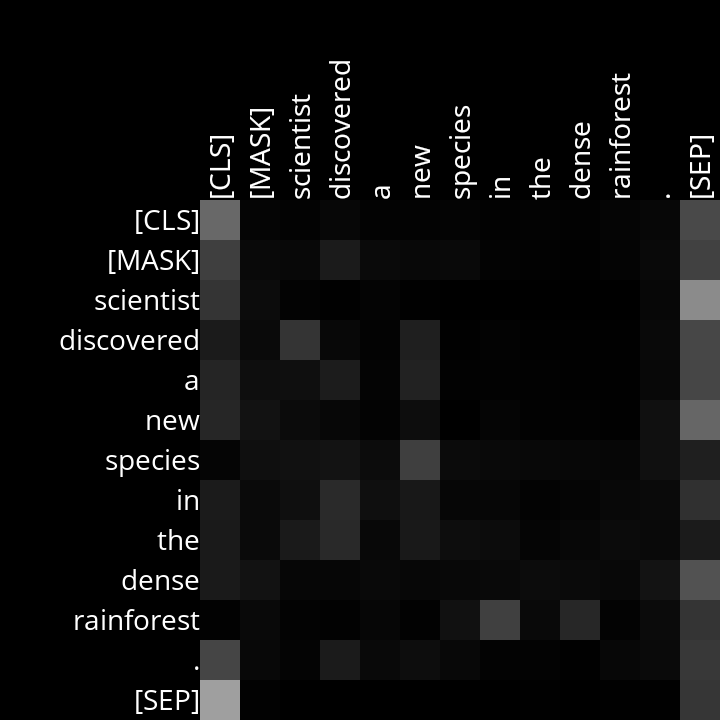 [CLS]
[MASK]
scientist
discovered
a
new
species
in
the
dense
rainforest
.
[SEP]
[CLS]
[MASK]
scientist
discovered
a
new
species
in
the
dense
rainforest
.
[SEP]